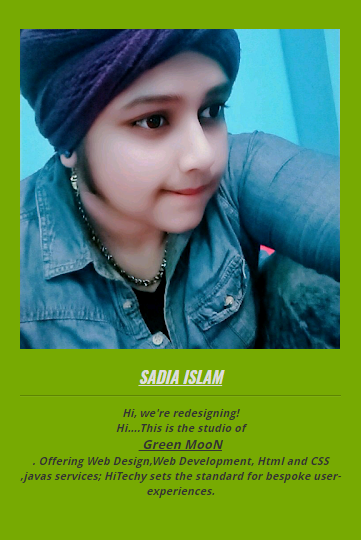 SADIA ISLAM
Hi, we're redesigning!
Hi....This is the studio of
Green MooN
. Offering Web Design,Web Development, Html and CSS
,javas services; HiTechy sets the standard for bespoke user-
experiences.